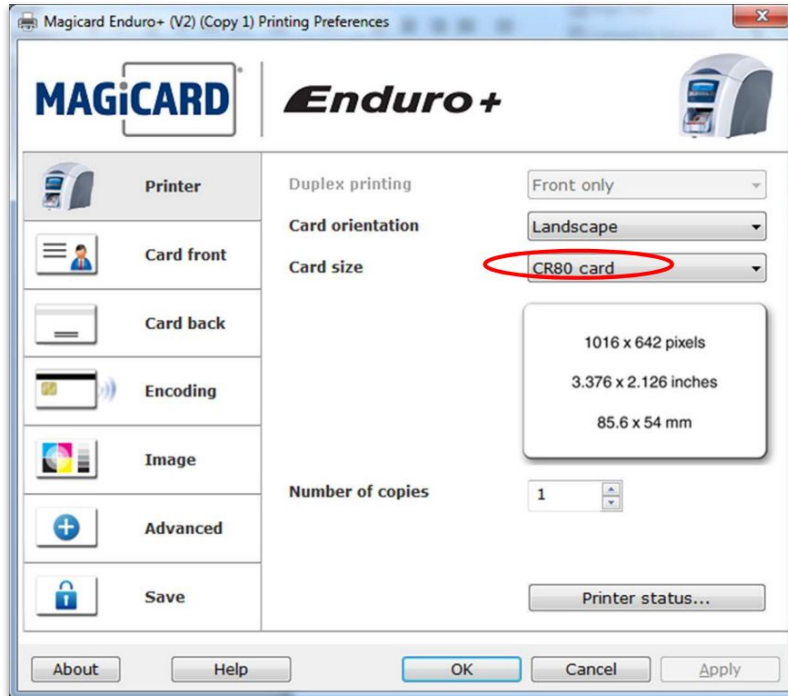 Magicard Enduro+ (V2) (Copy 1) Printing Preferences
MAGiCARD Enduro+
Printer
Duplex printing Front only
Card orientation Landscape
Card front
Card size CR80 card
Card back
1016 x 642 pixels
3.376 x 2.126 inches
Encoding
85.6 x 54 mm
Image
Number of copies 1
Advanced
Save
Printer status...
About Help OK Cancel Apply